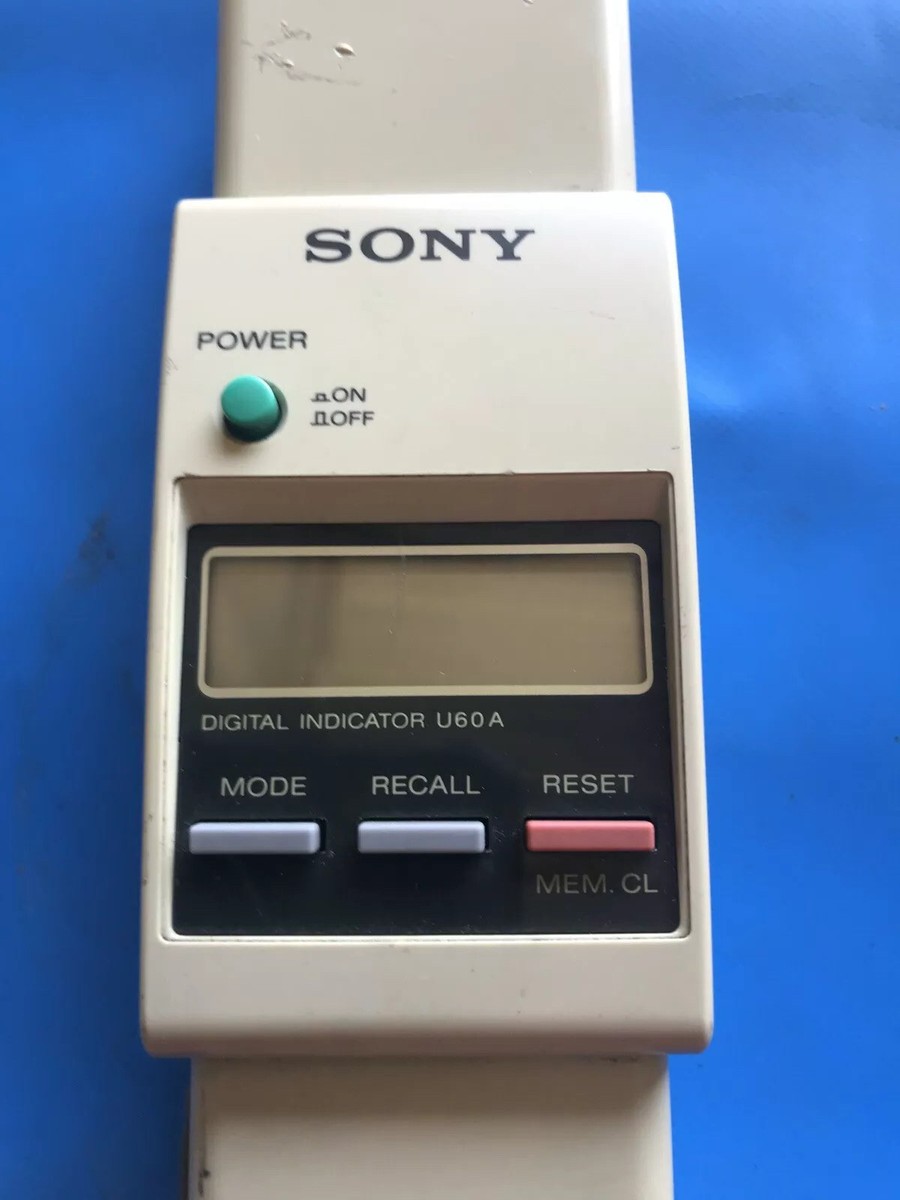 SONY
POWER
ON
OFF
DIGITAL INDICATOR U60A
MODE RECALL RESET
MEM. CL